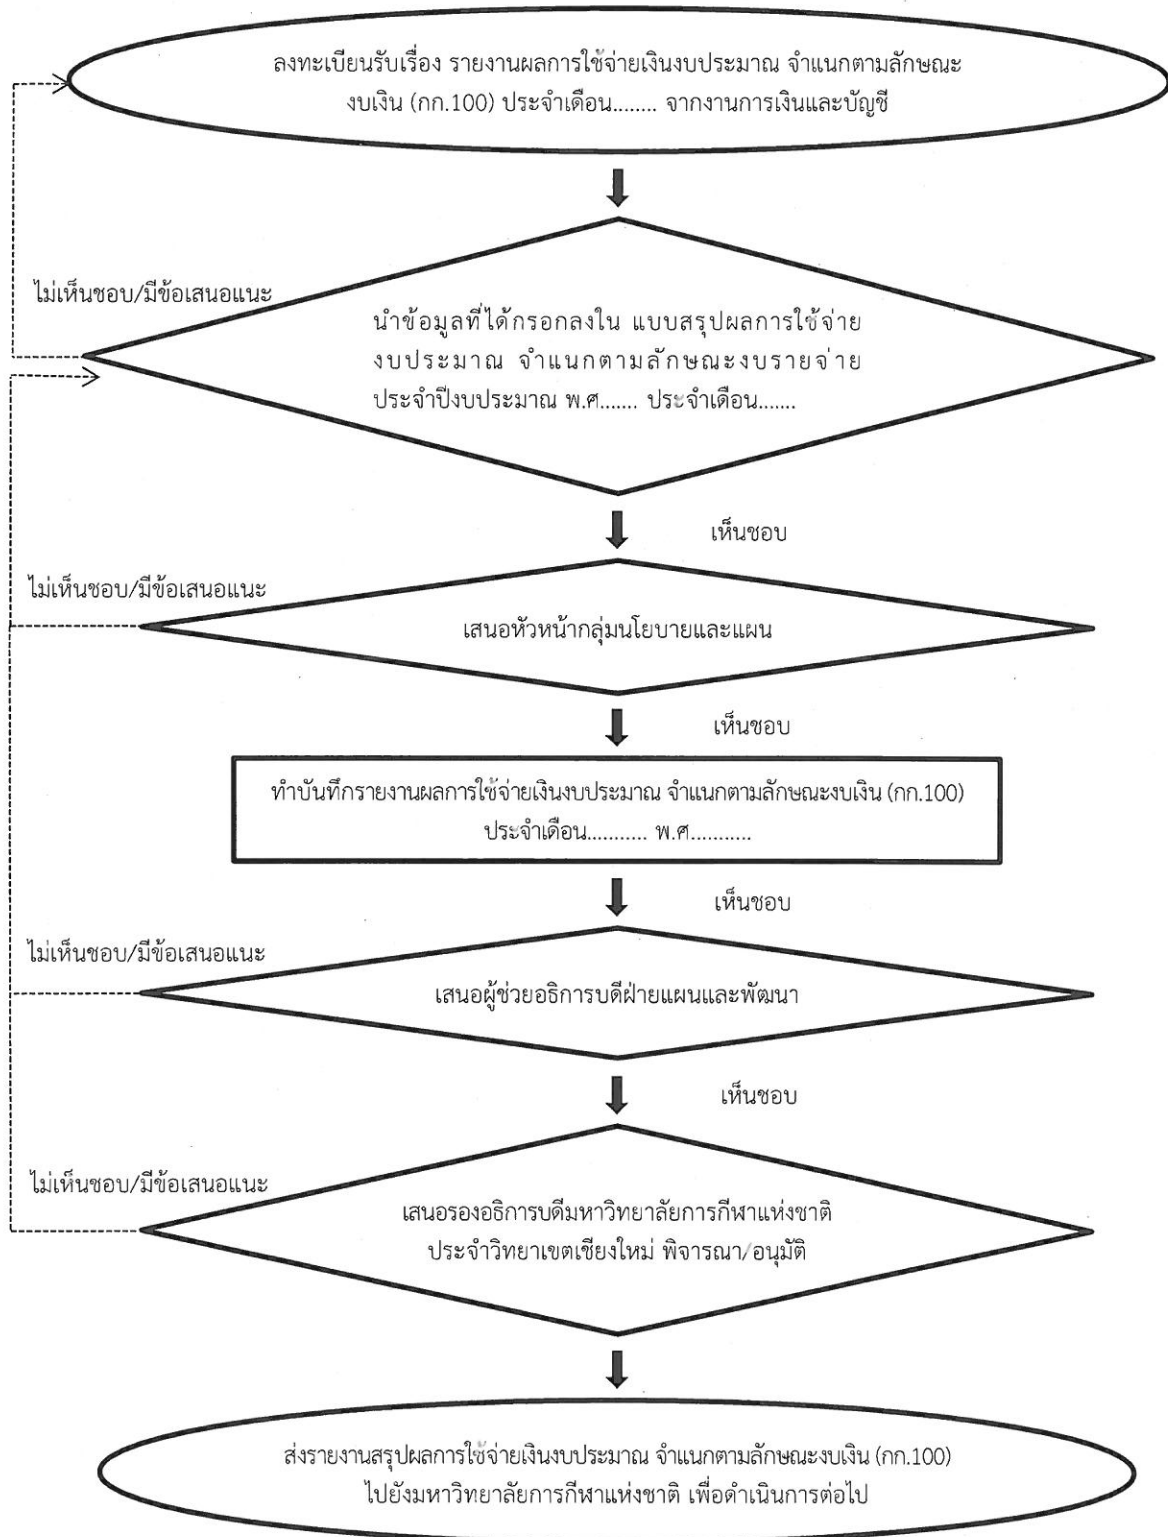 ลงทะเบียนรับเรื่อง รายงานผลการใช้จ่ายเงินงบประมาณ จำแนกตามลักษณะ
งบเงิน (กก.100) ประจำเดือน........ จากงานการเงินและบัญชี
ไม่เห็นชอบ/มีข้อเสนอแนะ
นำข้อมูลที่ได้กรอกลงใน แบบสรุปผลการใช้จ่าย
งบประมาณ จำแนกตามลักษณะงบรายจ่าย
ประจำปีงบประมาณ พ.ศ....... ประจำเดือน.......
เห็นชอบ
ไม่เห็นชอบ/มีข้อเสนอแนะ
เสนอหัวหน้ากลุ่มนโยบายและแผน
เห็นชอบ
ทำบันทึกรายงานผลการใช้จ่ายเงินงบประมาณ จำแนกตามลักษณะงบเงิน (กก.100)
ประจำเดือน........... พ.ศ...........
เห็นชอบ
ไม่เห็นชอบ/มีข้อเสนอแนะ
เสนอผู้ช่วยอธิการบดีฝ่ายแผนและพัฒนา
เห็นชอบ
ไม่เห็นชอบ/มีข้อเสนอแนะ
เสนอรองอธิการบดีมหาวิทยาลัยการกีฬาแห่งชาติ
ประจำวิทยาเขตเชียงใหม่ พิจารณา/อนุมัติ
ส่งรายงานสรุปผลการใช้จ่ายเงินงบประมาณ จำแนกตามลักษณะงบเงิน (กก.100)
ไปยังมหาวิทยาลัยการกีฬาแห่งชาติ เพื่อดำเนินการต่อไป